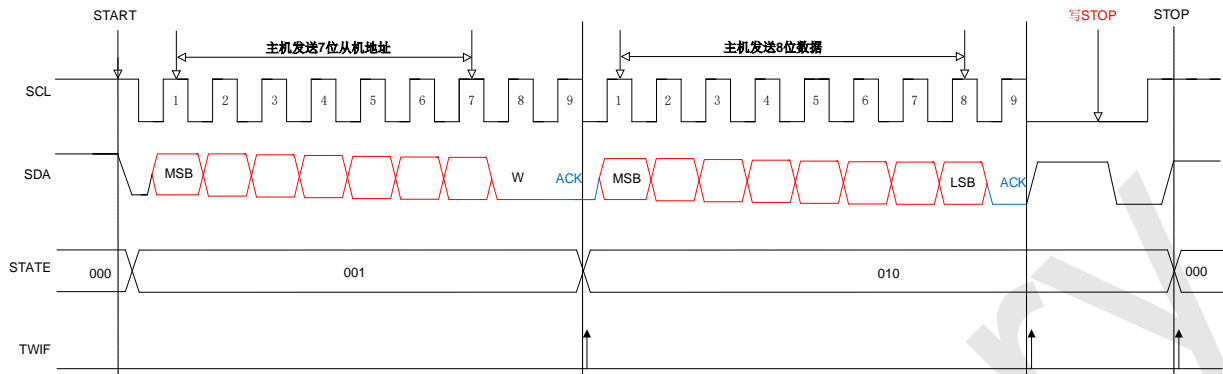 START
写STOP
STOP
主机发送7位从机地址
主机发送8位数据
SCL
1 2 3 4 5 6 7 8 9 1 2 3 4 5 6 7 8 9
SDA
MSB W ACK MSB LSB ACK
STATE
000 001 010 000
TWIF